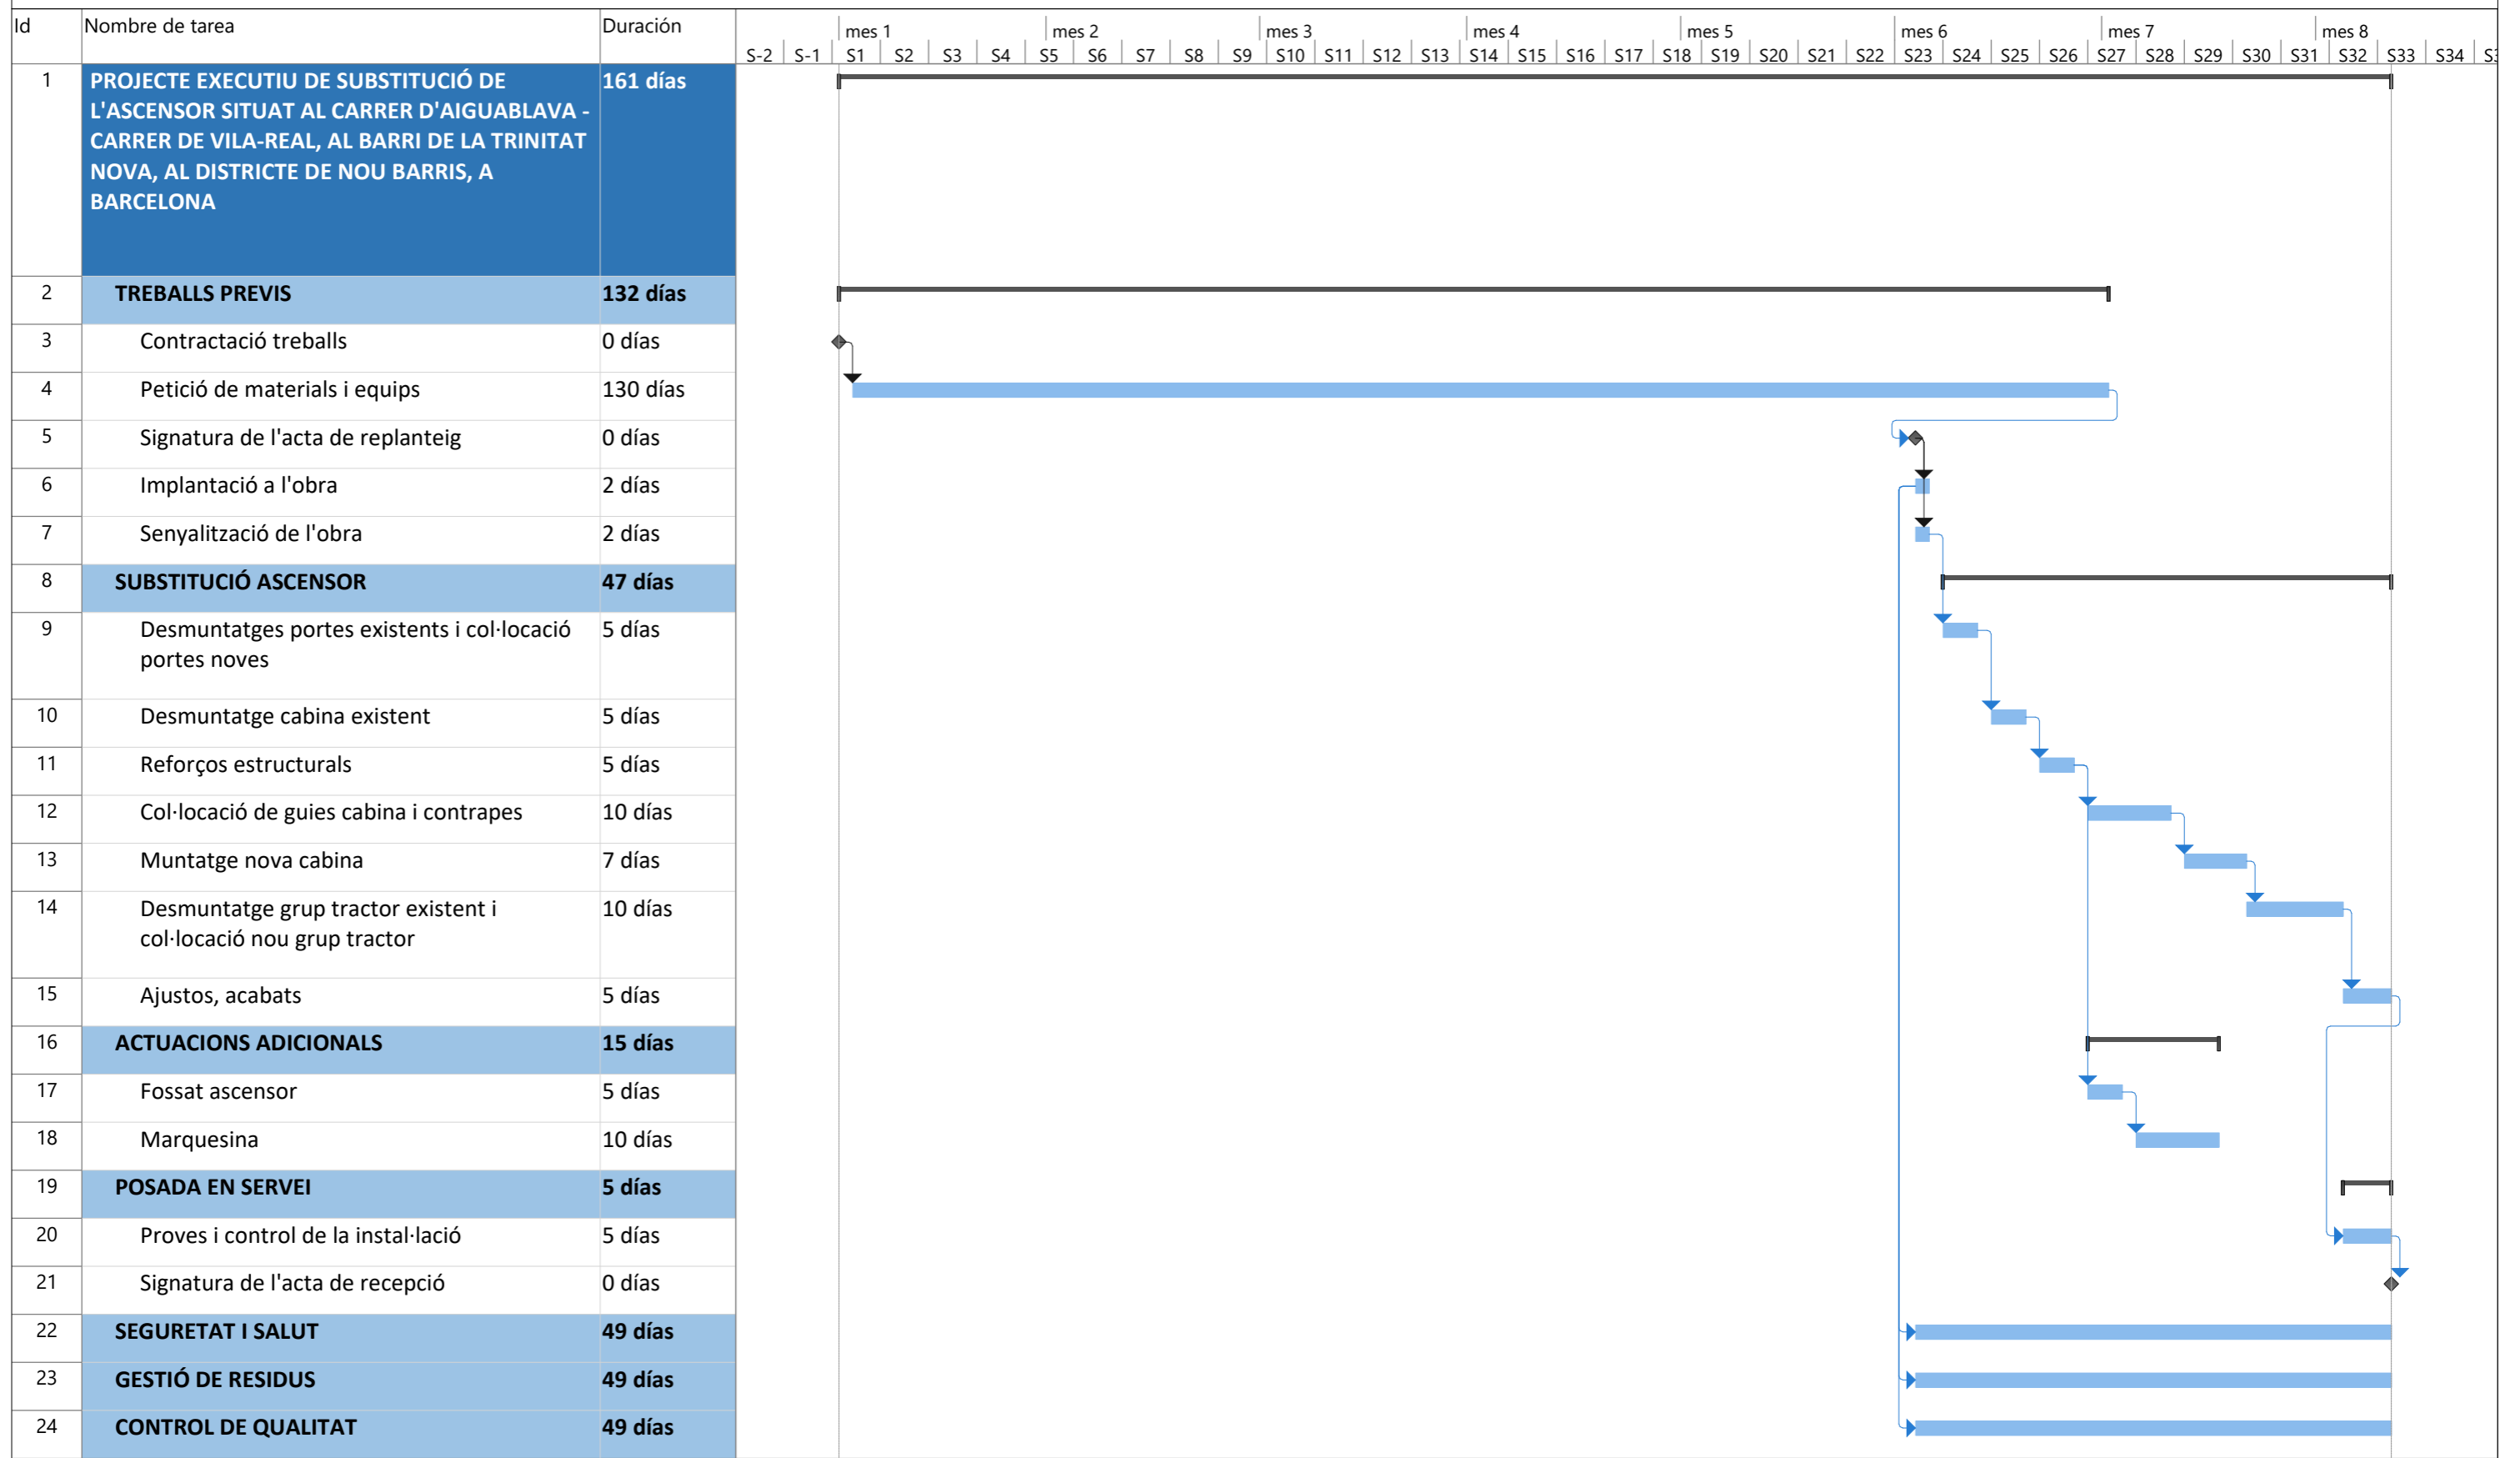 Id Nombre de tarea Duración
mes 1 mes 2 mes 3 mes 4 mes 5 mes 6 mes 7 mes 8
S-2 S-1 S1 S2 S3 S4 S5 S6 S7 S8 S9 S10 S11 S12 S13 S14 S15 S16 S17 S18 S19 S20 S21 S22 S23 S24 S25 S26 S27 S28 S29 S30 S31 S32 S33 S34
1 PROJECTE EXECUTIU DE SUBSTITUCIÓ DE 161 días
L'ASCENSOR SITUAT AL CARRER D'AIGUABLAVA -
CARRER DE VILA-REAL, AL BARRI DE LA TRINITAT
NOVA, AL DISTRICTE DE NOU BARRIS, A
BARCELONA
2 TREBALLS PREVIS 132 días
3 Contractació treballs 0 días
4 Petició de materials i equips 130 días
5 Signatura de l'acta de replanteig 0 días
6 Implantació a l'obra 2 días
7 Senyalització de l'obra 2 días
8 SUBSTITUCIÓ ASCENSOR 47 días
9 Desmuntatges portes existents i col·locació 5 días
portes noves
10 Desmuntatge cabina existent 5 días
11 Reforços estructurals 5 días
12 Col·locació de guies cabina i contrapes 10 días
13 Muntatge nova cabina 7 días
14 Desmuntatge grup tractor existent i 10 días
col·locació nou grup tractor
15 Ajustos, acabats 5 días
16 ACTUACIONS ADICIONALS 15 días
17 Fossat ascensor 5 días
18 Marquesina 10 días
19 POSADA EN SERVEI 5 días
20 Proves i control de la instal·lació 5 días
21 Signatura de l'acta de recepció 0 días
22 SEGURETAT I SALUT 49 días
23 GESTIÓ DE RESIDUS 49 días
24 CONTROL DE QUALITAT 49 días